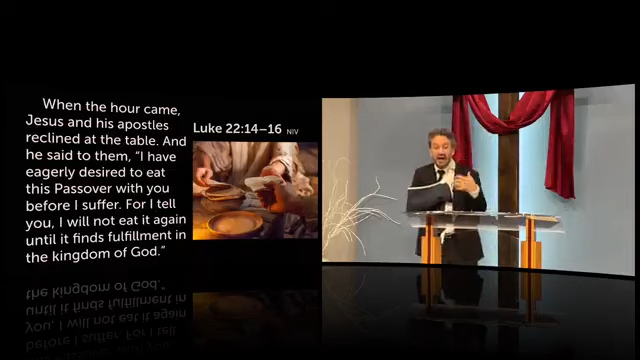 When the hour came,
Jesus and his apostles
reclined at the table. And
he said to them, “I have
eagerly desired to eat
this Passover with you
before I suffer. For I tell
you, I will not eat it again
until it finds fulfillment in
the kingdom of God.”
Luke 22:14–16 NIV